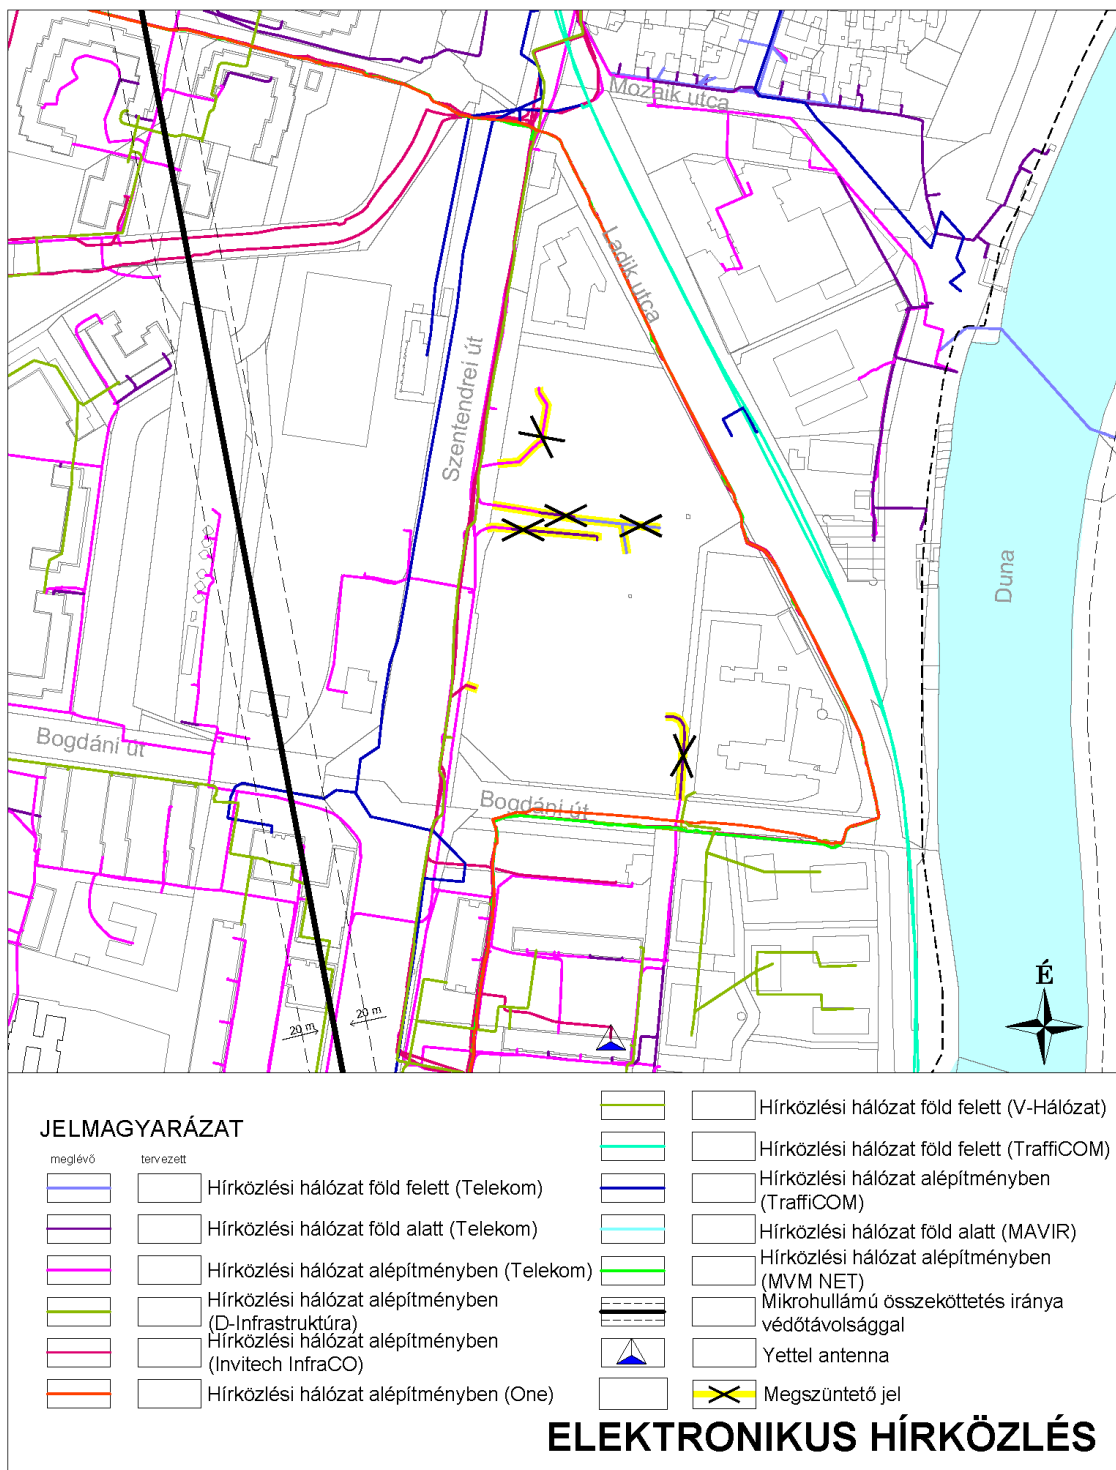 Mozaik utca
Ladik utca
Szentendrei út
Duna
Bogdáni út
Bogdáni út
É
20 m
20 m
JELMAGYARÁZAT
meglévő
tervezett
Hírközlési hálózat föld felett (Telekom)
Hírközlési hálózat föld alatt (Telekom)
Hírközlési hálózat alépítményben (Telekom)
Hírközlési hálózat alépítményben
(D-Infrastruktúra)
Hírközlési hálózat alépítményben
(Invitech InfraCO)
Hírközlési hálózat alépítményben (One)
Hírközlési hálózat föld felett (V-Hálózat)
Hírközlési hálózat föld felett (TraffiCOM)
Hírközlési hálózat alépítményben
(TraffiCOM)
Hírközlési hálózat föld alatt (MAVIR)
Hírközlési hálózat alépítményben
(MVM NET)
Mikrohullámú összeköttetés iránya
védőtávolsággal
Yettel antenna
Megszüntető jel
ELEKTRONIKUS HÍRKÖZLÉS